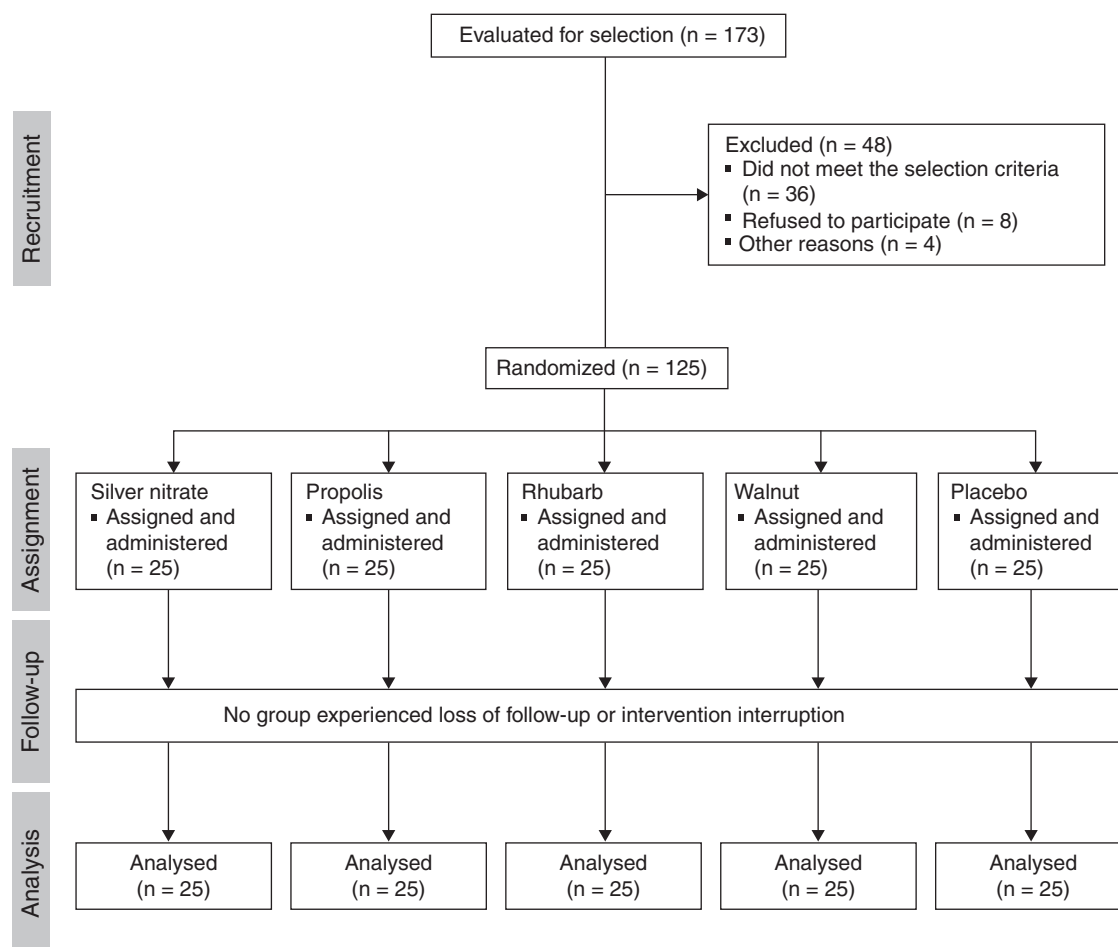 Evaluated for selection (n = 173)
Recruitment
Excluded (n = 48)
▪ Did not meet the selection criteria
(n = 36)
▪ Refused to participate (n = 8)
▪ Other reasons (n = 4)
Randomized (n = 125)
Assignment
Silver nitrate
▪ Assigned and
administered
(n = 25)
Propolis
▪ Assigned and
administered
(n = 25)
Rhubarb
▪ Assigned and
administered
(n = 25)
Walnut
▪ Assigned and
administered
(n = 25)
Placebo
▪ Assigned and
administered
(n = 25)
Follow-up
No group experienced loss of follow-up or intervention interruption
Analysis
Analysed
(n = 25)
Analysed
(n = 25)
Analysed
(n = 25)
Analysed
(n = 25)
Analysed
(n = 25)